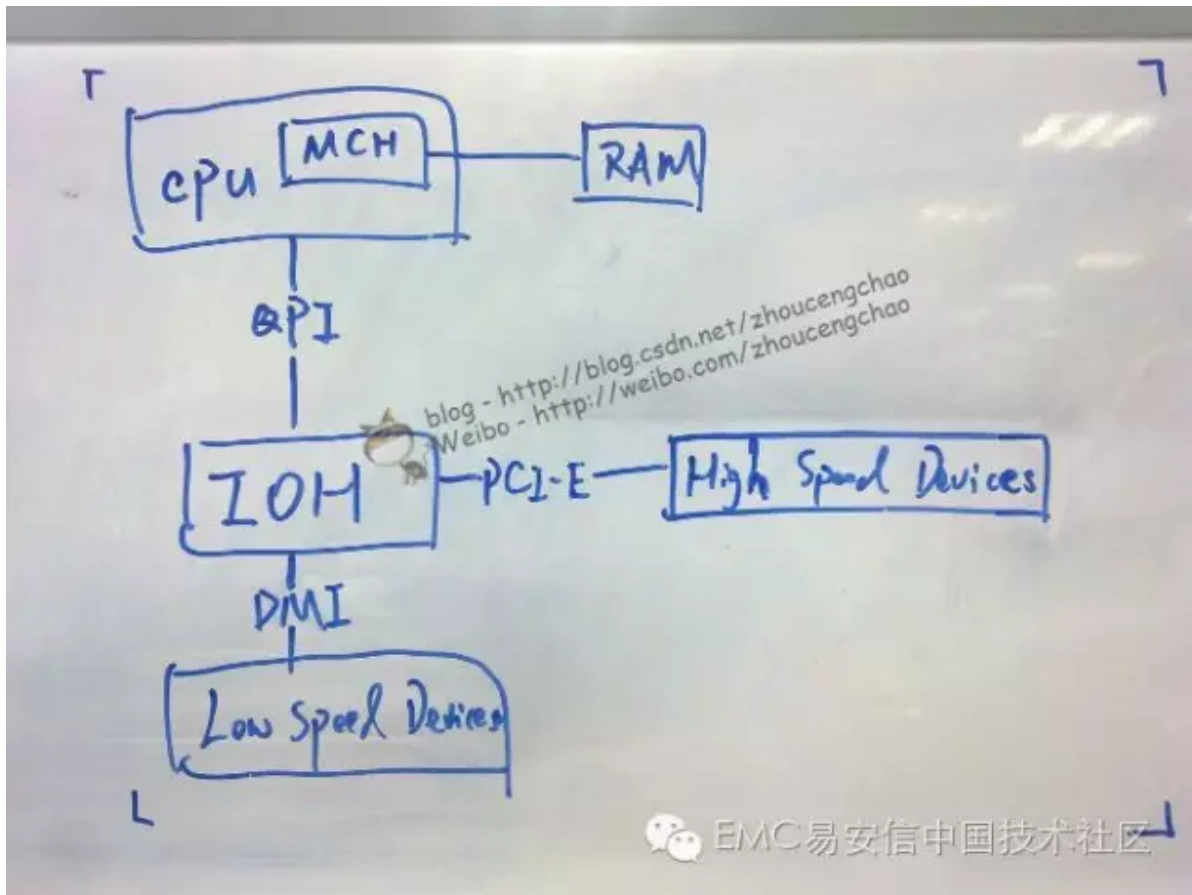 MCH
CPU
RAM
QPI
blog - http://blog.csdn.net/zhoucengchao
Weibo - http://weibo.com/zhoucengchao
IOH
PCI-E
High Speed Devices
DMI
Low Speed Devices
EMC易安信中国技术社区